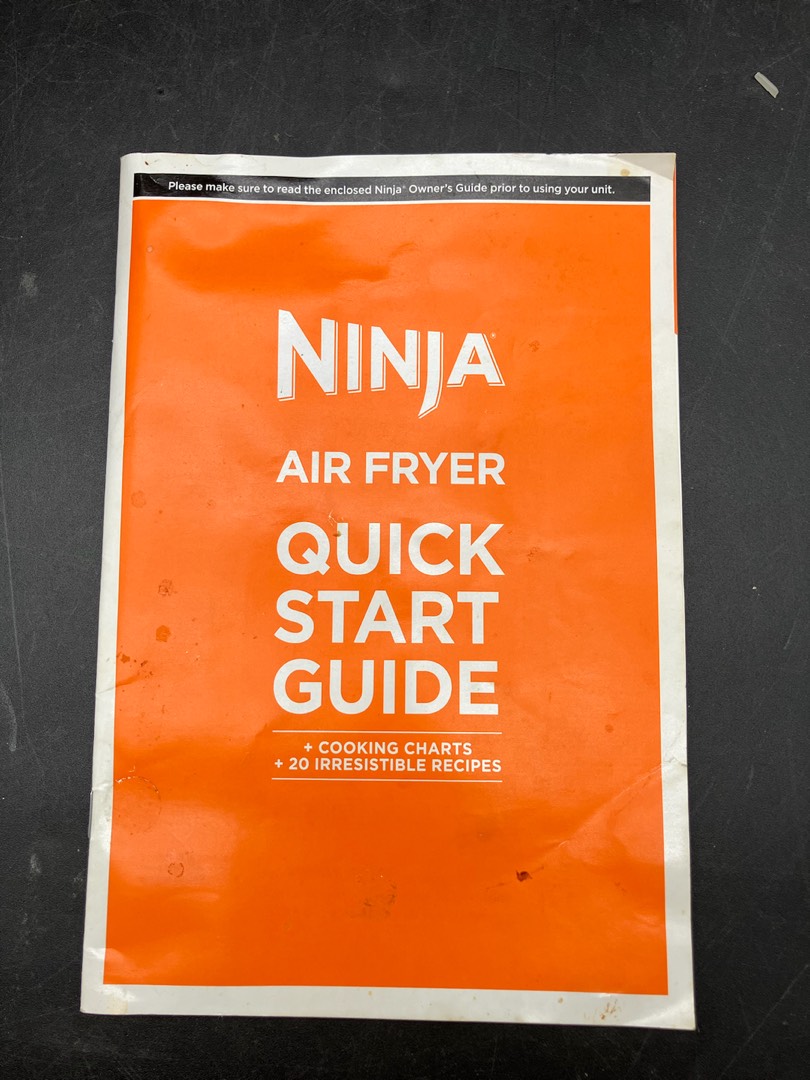 Please make sure to read the enclosed Ninja® Owner's Guide prior to using your unit.
NINJA®
AIR FRYER
QUICK
START
GUIDE
+ COOKING CHARTS
+ 20 IRRESISTIBLE RECIPES